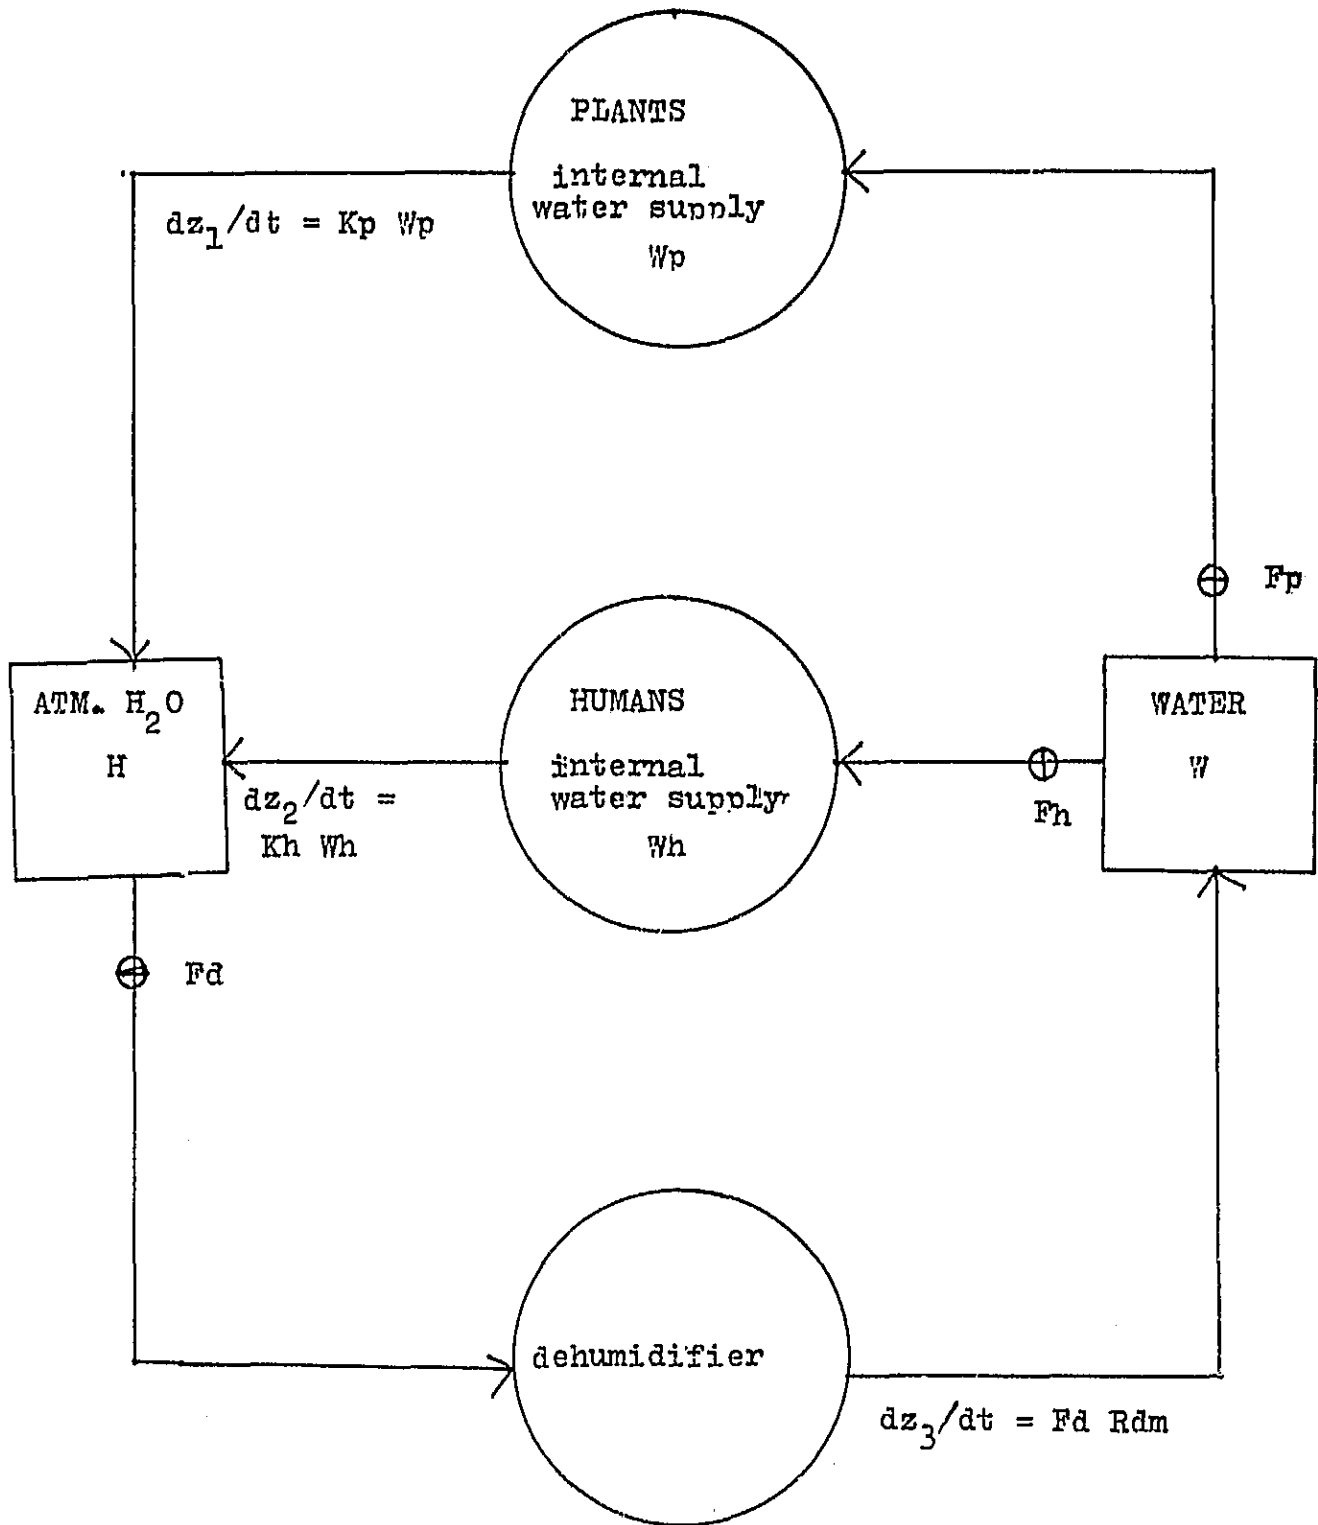 PLANTS
internal
water supply
Wp
dz₁/dt = Kp Wp
Fp
ATM. H₂O
H
HUMANS
internal
water supply
Wh
dz₂/dt =
Kh Wh
Fh
WATER
W
Fd
dehumidifier
dz₃/dt = Fd Rdm